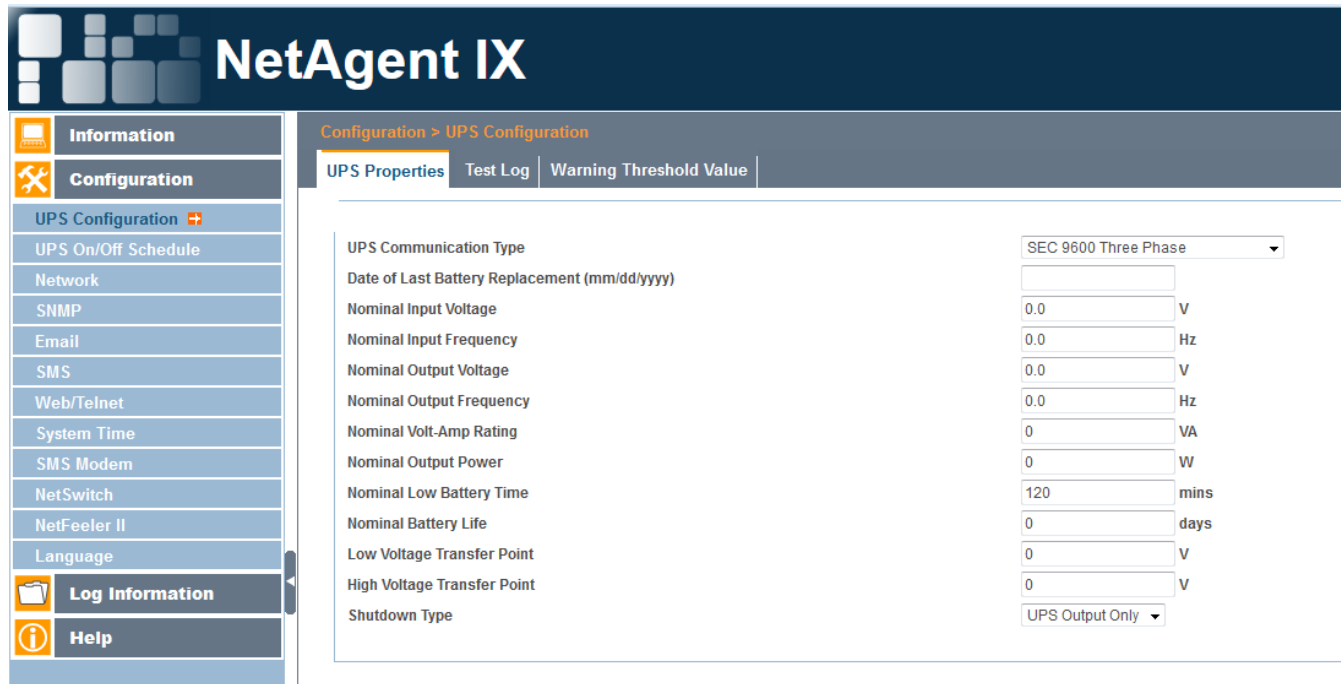 NetAgent IX
Information
Configuration
UPS Configuration
UPS On/Off Schedule
Network
SNMP
Email
SMS
Web/Telnet
System Time
SMS Modem
NetSwitch
NetFeeler II
Language
Log Information
Help
Configuration > UPS Configuration
UPS Properties Test Log Warning Threshold Value
UPS Communication Type SEC 9600 Three Phase
Date of Last Battery Replacement (mm/dd/yyyy)
Nominal Input Voltage 0.0 V
Nominal Input Frequency 0.0 Hz
Nominal Output Voltage 0.0 V
Nominal Output Frequency 0.0 Hz
Nominal Volt-Amp Rating 0 VA
Nominal Output Power 0 W
Nominal Low Battery Time 120 mins
Nominal Battery Life 0 days
Low Voltage Transfer Point 0 V
High Voltage Transfer Point 0 V
Shutdown Type UPS Output Only